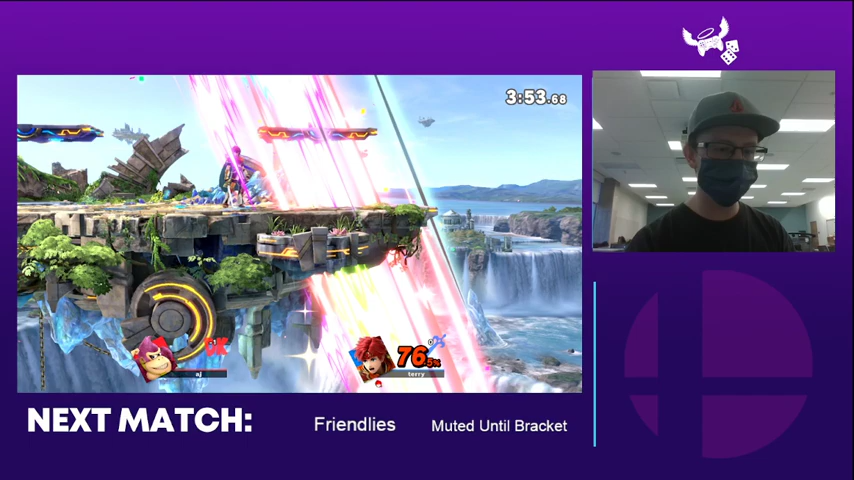 3:53.68
aj
76.5%
terry
NEXT MATCH:
Friendlies
Muted Until Bracket